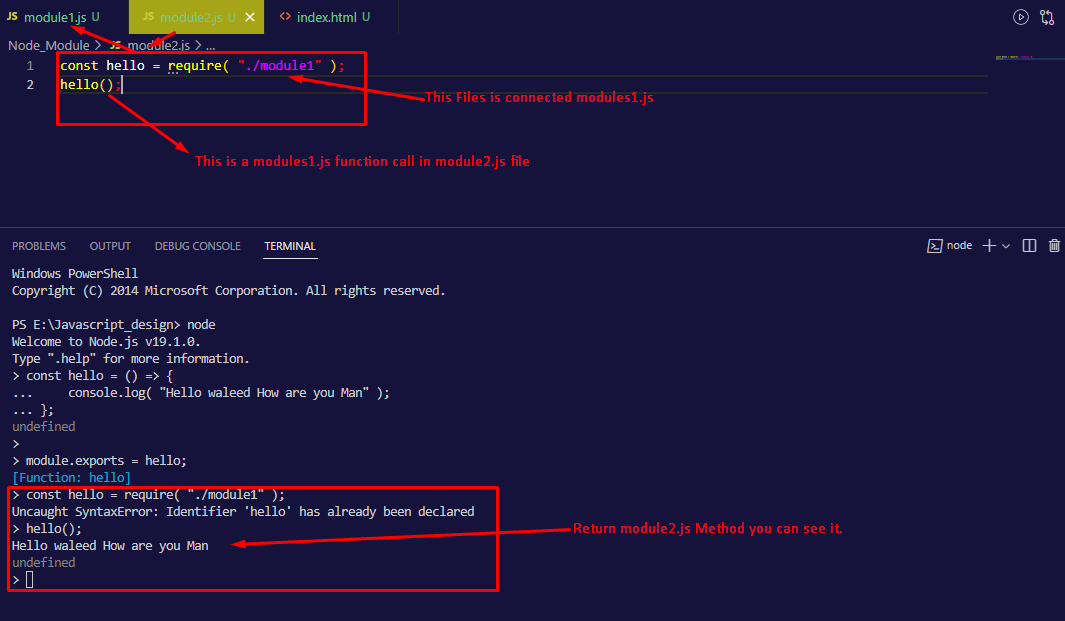 JS module1.js U JS module2.js U × <> index.html U
Node_Module > JS module2.js > ...
1 const hello = require( "./module1" );
2 hello();
This Files is connected modules1.js
This is a modules1.js function call in module2.js file
PROBLEMS OUTPUT DEBUG CONSOLE TERMINAL node
Windows PowerShell
Copyright (C) 2014 Microsoft Corporation. All rights reserved.
PS E:\Javascript_design> node
Welcome to Node.js v19.1.0.
Type ".help" for more information.
> const hello = () => {
... console.log( "Hello waleed How are you Man" );
... };
undefined
>
> module.exports = hello;
[Function: hello]
> const hello = require( "./module1" );
Uncaught SyntaxError: Identifier 'hello' has already been declared
> hello();
Return module2.js Method you can see it.
Hello waleed How are you Man
undefined
>